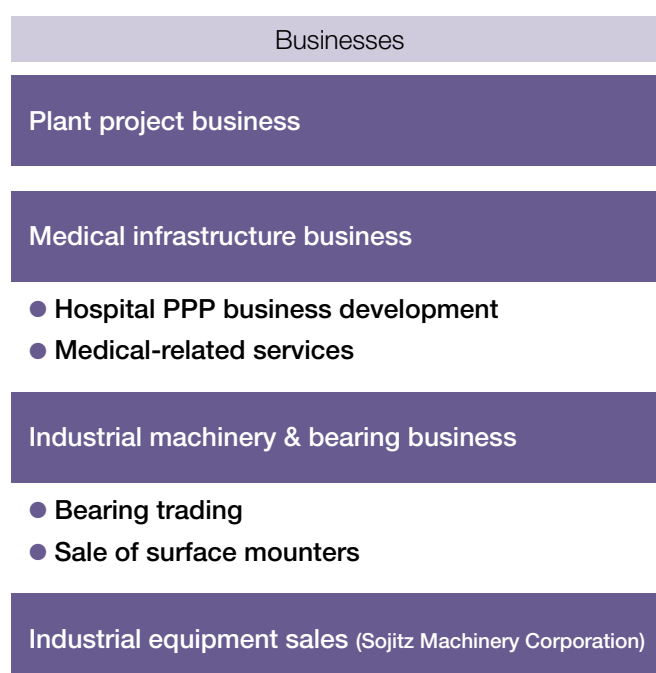 Businesses
Plant project business
Medical infrastructure business
● Hospital PPP business development
● Medical-related services
Industrial machinery & bearing business
● Bearing trading
● Sale of surface mounters
Industrial equipment sales (Sojitz Machinery Corporation)